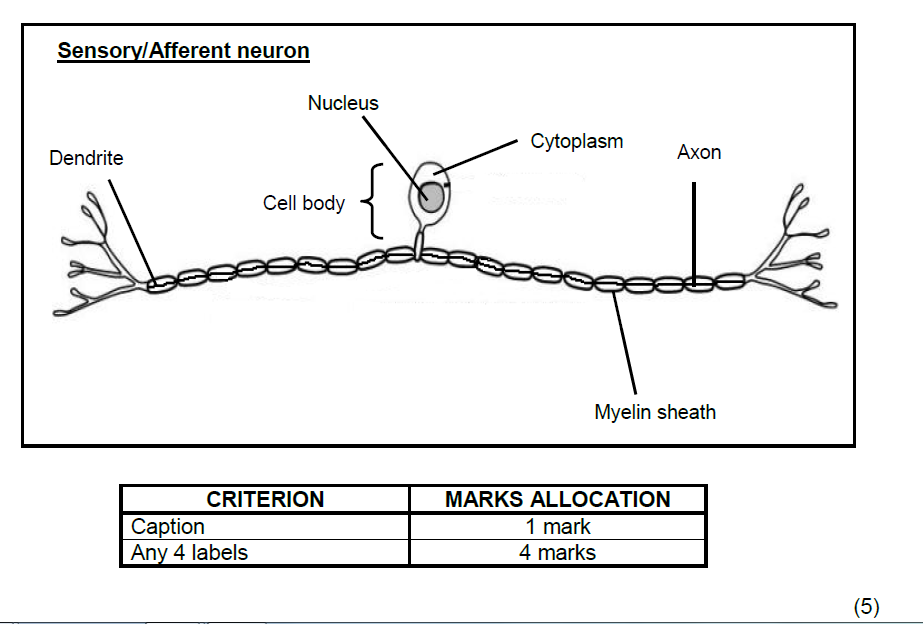 Sensory/Afferent neuron
Nucleus
Cytoplasm
Axon
Dendrite
Cell body
Myelin sheath
CRITERION MARKS ALLOCATION
Caption 1 mark
Any 4 labels 4 marks
(5)